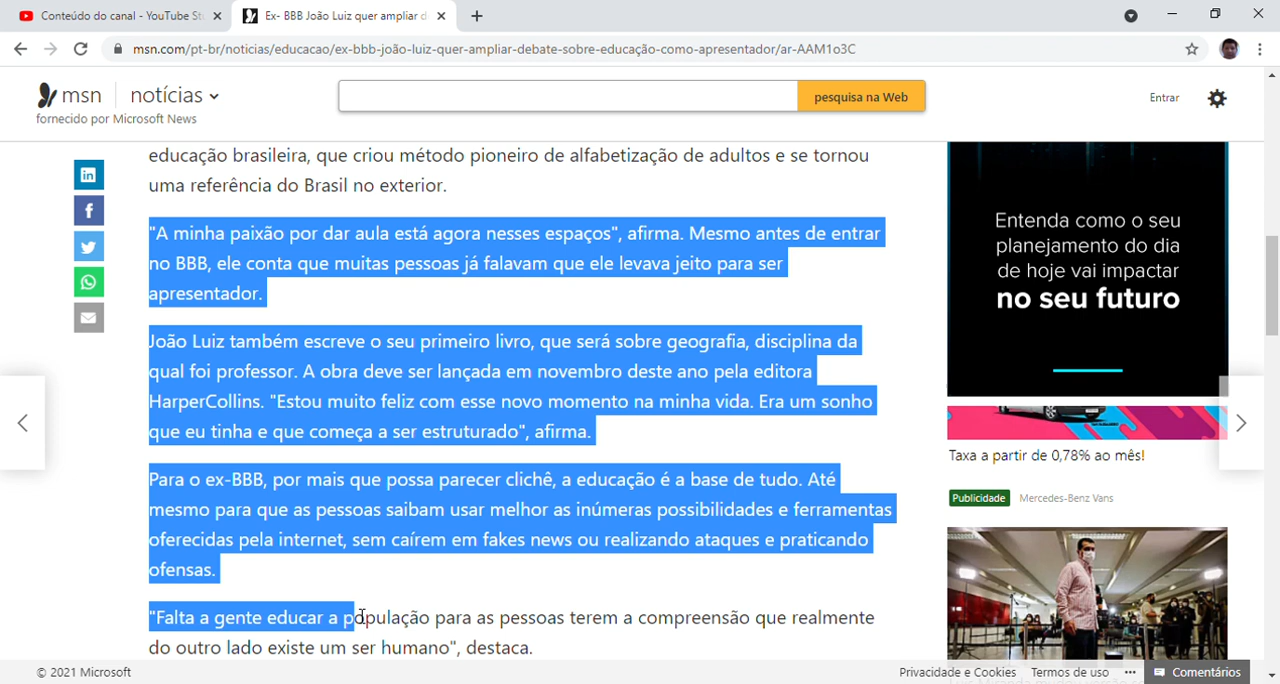 Conteúdo do canal - YouTube St
Ex- BBB João Luiz quer ampliar d
msn.com/pt-br/noticias/educacao/ex-bbb-joão-luiz-quer-ampliar-debate-sobre-educação-como-apresentador/ar-AAM1o3C
msn
notícias
fornecido por Microsoft News
pesquisa na Web
Entrar
educação brasileira, que criou método pioneiro de alfabetização de adultos e se tornou
uma referência do Brasil no exterior.
"A minha paixão por dar aula está agora nesses espaços", afirma. Mesmo antes de entrar
no BBB, ele conta que muitas pessoas já falavam que ele levava jeito para ser
apresentador.
João Luiz também escreve o seu primeiro livro, que será sobre geografia, disciplina da
qual foi professor. A obra deve ser lançada em novembro deste ano pela editora
HarperCollins. "Estou muito feliz com esse novo momento na minha vida. Era um sonho
que eu tinha e que começa a ser estruturado", afirma.
Para o ex-BBB, por mais que possa parecer clichê, a educação é a base de tudo. Até
mesmo para que as pessoas saibam usar melhor as inúmeras possibilidades e ferramentas
oferecidas pela internet, sem caírem em fakes news ou realizando ataques e praticando
ofensas.
"Falta a gente educar a população para as pessoas terem a compreensão que realmente
do outro lado existe um ser humano", destaca.
Entenda como o seu
planejamento do dia
de hoje vai impactar
no seu futuro
Taxa a partir de 0,78% ao mês!
Publicidade
Mercedes-Benz Vans
© 2021 Microsoft
Privacidade e Cookies
Termos de uso
Comentários